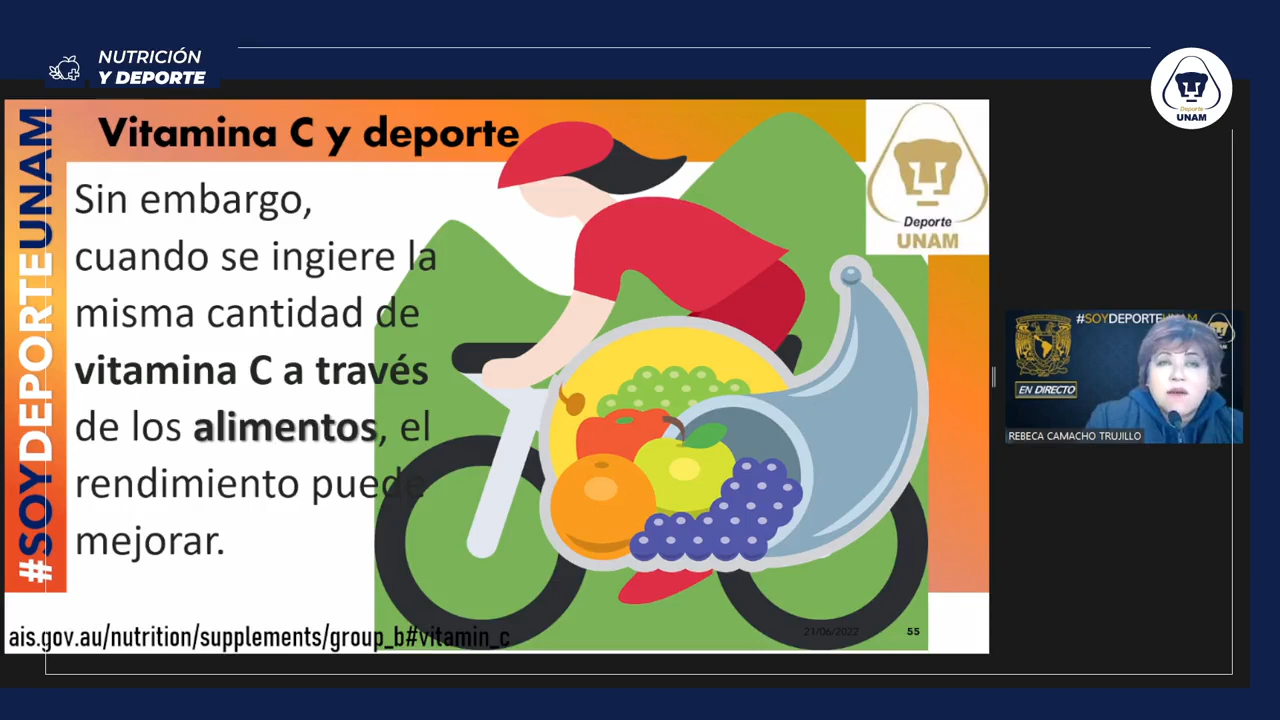 NUTRICIÓN
Y DEPORTE
Deporte
UNAM
#SOYDEPORTEUNAM
Vitamina C y deporte
Deporte
UNAM
Sin embargo,
cuando se ingiere la
misma cantidad de
vitamina C a través
de los alimentos, el
rendimiento puede
mejorar.
ais.gov.au/nutrition/supplements/group_b#vitamin_c
21/06/2022
55
#SOYDEPORTEUNAM
EN DIRECTO
REBECA CAMACHO TRUJILLO